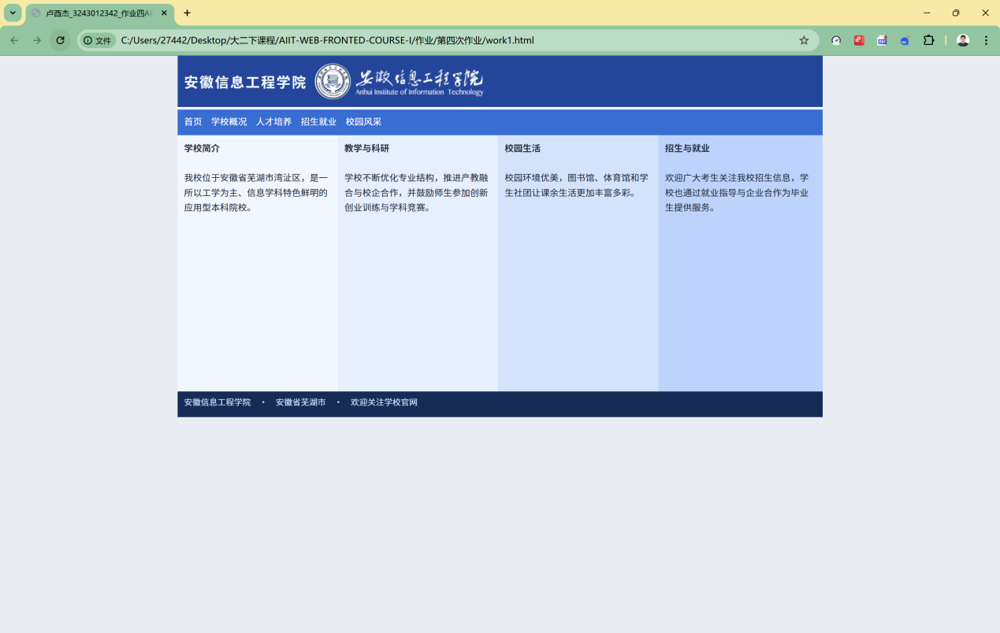 卢西杰_3243012342_作业四A
文件
C:/Users/27442/Desktop/大二下课程/AIIT-WEB-FRONTED-COURSE-I/作业/第四次作业/work1.html
安徽信息工程学院
安徽信息工程学院
Anhui Institute of Information Technology
首页 学校概况 人才培养 招生就业 校园风采
学校简介
我校位于安徽省芜湖市湾沚区，是一
所以工学为主、信息学科特色鲜明的
应用型本科院校。
教学与科研
学校不断优化专业结构，推进产教融
合与校企合作，并鼓励师生参加创新
创业训练与学科竞赛。
校园生活
校园环境优美，图书馆、体育馆和学
生社团让课余生活更加丰富多彩。
招生与就业
欢迎广大考生关注我校招生信息，学
校也通过就业指导与企业合作为毕业
生提供服务。
安徽信息工程学院 · 安徽省芜湖市 · 欢迎关注学校官网